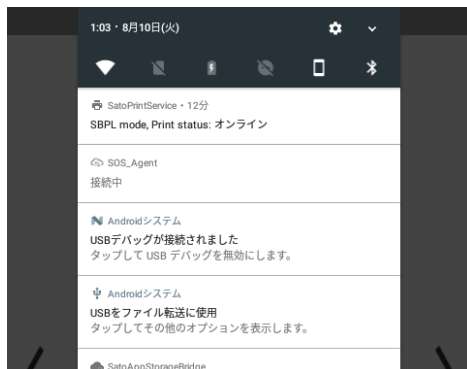 1:03・8月10日(火)
SatoPrintService・12分
SBPL mode, Print status: オンライン
SOS_Agent
接続中
Androidシステム
USBデバッグが接続されました
タップして USB デバッグを無効にします。
Androidシステム
USBをファイル転送に使用
タップしてその他のオプションを表示します。
SatoAppStorageBridge